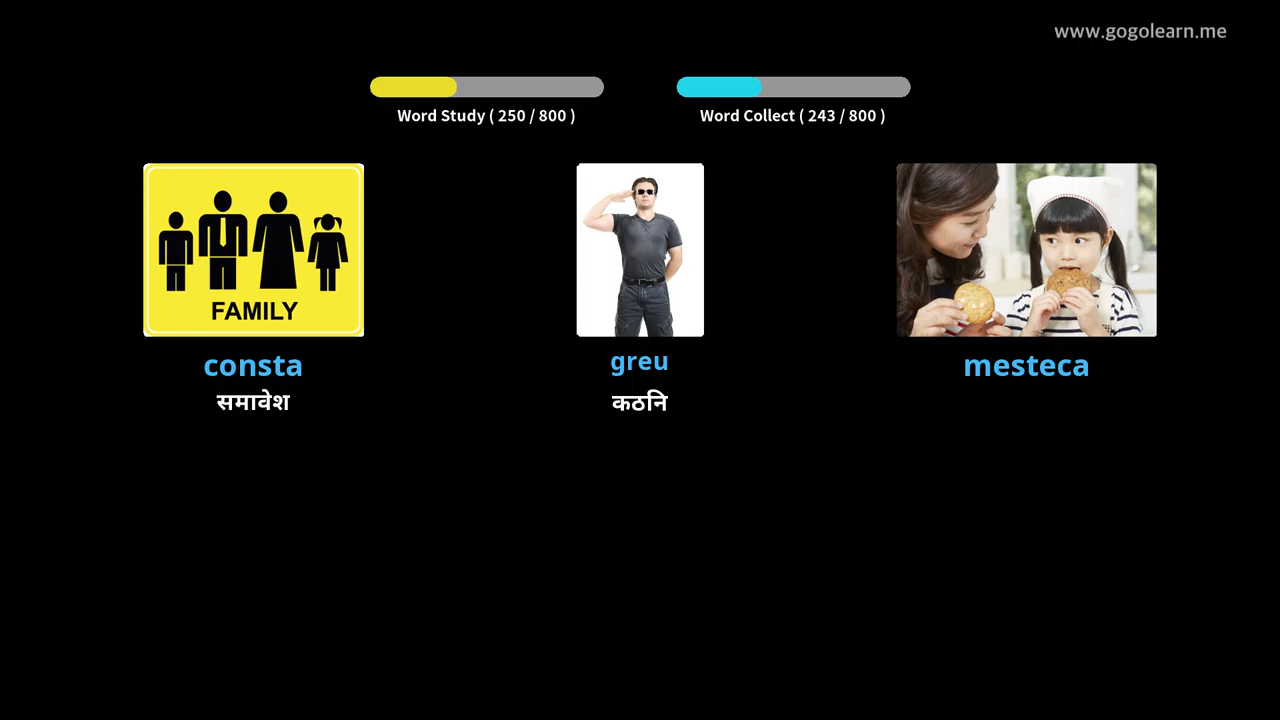 www.gogolearn.me
Word Study ( 250 / 800 )
Word Collect ( 243 / 800 )
FAMILY
consta
greu
mesteca
समावेश
कठनि